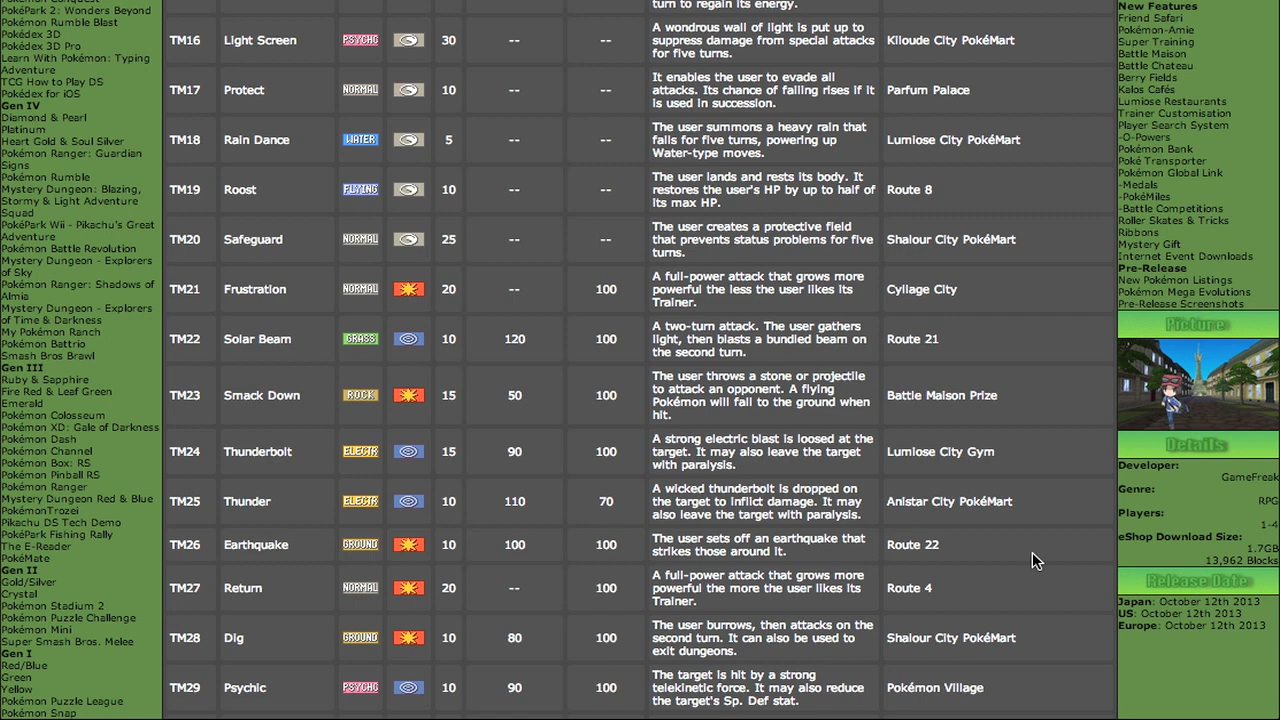 Pokémon Conquest
PokéPark 2: Wonders Beyond
Pokémon Rumble Blast
Pokédex 3D
Pokédex 3D Pro
Learn With Pokémon: Typing
Adventure
TCG How to Play DS
Pokédex for iOS
Gen IV
Diamond & Pearl
Platinum
Heart Gold & Soul Silver
Pokémon Ranger: Guardian
Signs
Pokémon Rumble
Mystery Dungeon: Blazing,
Stormy & Light Adventure
Squad
PokéPark Wii - Pikachu's Great
Adventure
Pokémon Battle Revolution
Mystery Dungeon - Explorers
of Sky
Pokémon Ranger: Shadows of
Almia
Mystery Dungeon - Explorers
of Time & Darkness
My Pokémon Ranch
Pokémon Battrio
Smash Bros Brawl
Gen III
Ruby & Sapphire
Fire Red & Leaf Green
Emerald
Pokémon Colosseum
Pokémon XD: Gale of Darkness
Pokémon Dash
Pokémon Channel
Pokémon Box: RS
Pokémon Pinball RS
Pokémon Ranger
Mystery Dungeon Red & Blue
PokémonTrozei
Pikachu DS Tech Demo
PokéPark Fishing Rally
The E-Reader
PokéMate
Gen II
Gold/Silver
Crystal
Pokémon Stadium 2
Pokémon Puzzle Challenge
Pokémon Mini
Super Smash Bros. Melee
Gen I
Red/Blue
Green
Yellow
Pokémon Puzzle League
Pokémon Snap
turn to regain its energy.
TM16 Light Screen PSYCHC 30 -- -- A wondrous wall of light is put up to
suppress damage from special attacks
for five turns. Kiloude City PokéMart
TM17 Protect NORMAL 10 -- -- It enables the user to evade all
attacks. Its chance of failing rises if it
is used in succession. Parfum Palace
TM18 Rain Dance WATER 5 -- -- The user summons a heavy rain that
falls for five turns, powering up
Water-type moves. Lumiose City PokéMart
TM19 Roost FLYING 10 -- -- The user lands and rests its body. It
restores the user's HP by up to half of
its max HP. Route 8
TM20 Safeguard NORMAL 25 -- -- The user creates a protective field
that prevents status problems for five
turns. Shalour City PokéMart
TM21 Frustration NORMAL 20 -- 100 A full-power attack that grows more
powerful the less the user likes its
Trainer. Cyllage City
TM22 Solar Beam GRASS 10 120 100 A two-turn attack. The user gathers
light, then blasts a bundled beam on
the second turn. Route 21
TM23 Smack Down ROCK 15 50 100 The user throws a stone or projectile
to attack an opponent. A flying
Pokémon will fall to the ground when
hit. Battle Maison Prize
TM24 Thunderbolt ELECTR 15 90 100 A strong electric blast is loosed at the
target. It may also leave the target
with paralysis. Lumiose City Gym
TM25 Thunder ELECTR 10 110 70 A wicked thunderbolt is dropped on
the target to inflict damage. It may
also leave the target with paralysis. Anistar City PokéMart
TM26 Earthquake GROUND 10 100 100 The user sets off an earthquake that
strikes those around it. Route 22
TM27 Return NORMAL 20 -- 100 A full-power attack that grows more
powerful the more the user likes its
Trainer. Route 4
TM28 Dig GROUND 10 80 100 The user burrows, then attacks on the
second turn. It can also be used to
exit dungeons. Shalour City PokéMart
TM29 Psychic PSYCHC 10 90 100 The target is hit by a strong
telekinetic force. It may also reduce
the target's Sp. Def stat. Pokémon Village
New Features
Friend Safari
Pokémon-Amie
Super Training
Battle Maison
Battle Chateau
Berry Fields
Kalos Cafés
Lumiose Restaurants
Trainer Customisation
Player Search System
-O-Powers
Pokémon Bank
Poké Transporter
Pokémon Global Link
-Medals
-PokéMiles
-Battle Competitions
Roller Skates & Tricks
Ribbons
Mystery Gift
Internet Event Downloads
Pre-Release
New Pokémon Listings
Pokémon Mega Evolutions
Pre-Release Screenshots
Picture:
Details:
Developer:
GameFreak
Genre:
RPG
Players:
1-4
eShop Download Size:
1.7GB
13,962 Blocks
Release Date:
Japan: October 12th 2013
US: October 12th 2013
Europe: October 12th 2013